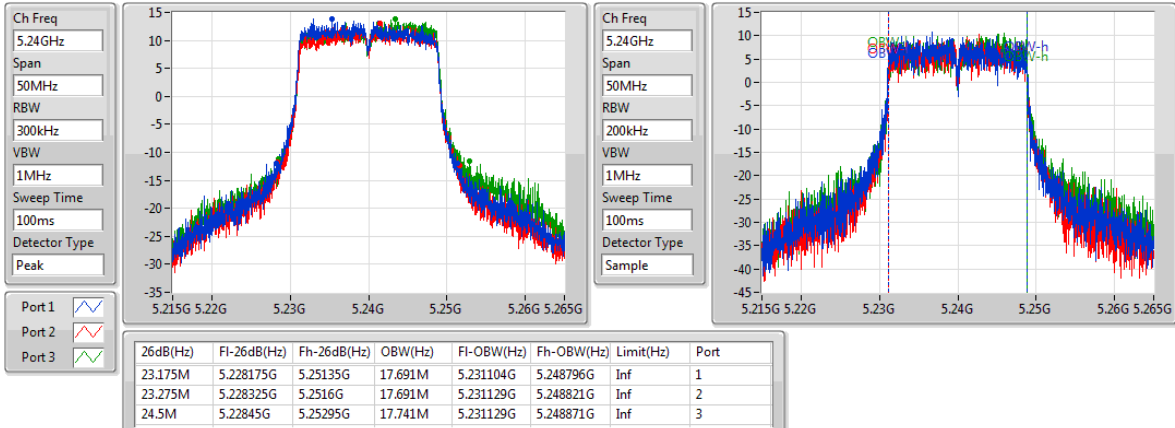 Ch Freq
5.24GHz
Span
50MHz
RBW
300kHz
VBW
1MHz
Sweep Time
100ms
Detector Type
Peak
Port 1
Port 2
Port 3
15
10
5
0
-5
-10
-15
-20
-25
-30
-35
5.215G 5.22G 5.23G 5.24G 5.25G 5.26G 5.265G
Ch Freq
5.24GHz
Span
50MHz
RBW
200kHz
VBW
1MHz
Sweep Time
100ms
Detector Type
Sample
15
10
5
0
-5
-10
-15
-20
-25
-30
-35
-40
-45
OBW-h
OBW-h
5.215G 5.22G 5.23G 5.24G 5.25G 5.26G 5.265G
26dB(Hz) Fl-26dB(Hz) Fh-26dB(Hz) OBW(Hz) Fl-OBW(Hz) Fh-OBW(Hz) Limit(Hz) Port
23.175M 5.228175G 5.25135G 17.691M 5.231104G 5.248796G Inf 1
23.275M 5.228325G 5.2516G 17.691M 5.231129G 5.248821G Inf 2
24.5M 5.22845G 5.25295G 17.741M 5.231129G 5.248871G Inf 3